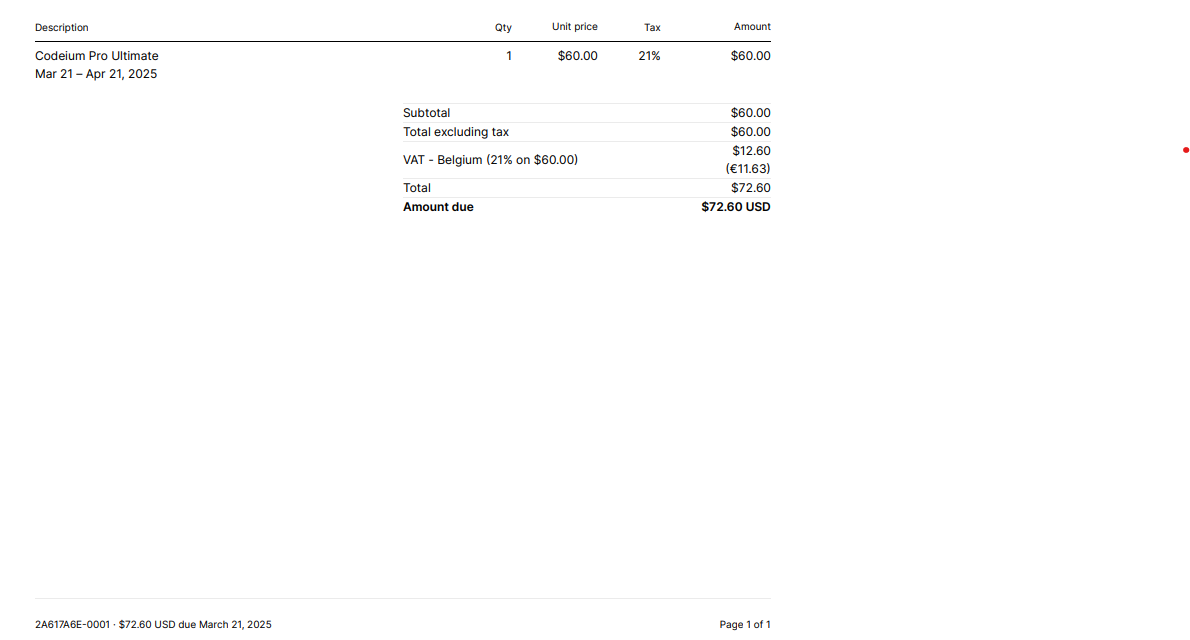 Description Qty Unit price Tax Amount
Codeium Pro Ultimate 1 $60.00 21% $60.00
Mar 21 – Apr 21, 2025
Subtotal $60.00
Total excluding tax $60.00
VAT - Belgium (21% on $60.00) $12.60
(€11.63)
Total $72.60
Amount due $72.60 USD
2A617A6E-0001 · $72.60 USD due March 21, 2025 Page 1 of 1